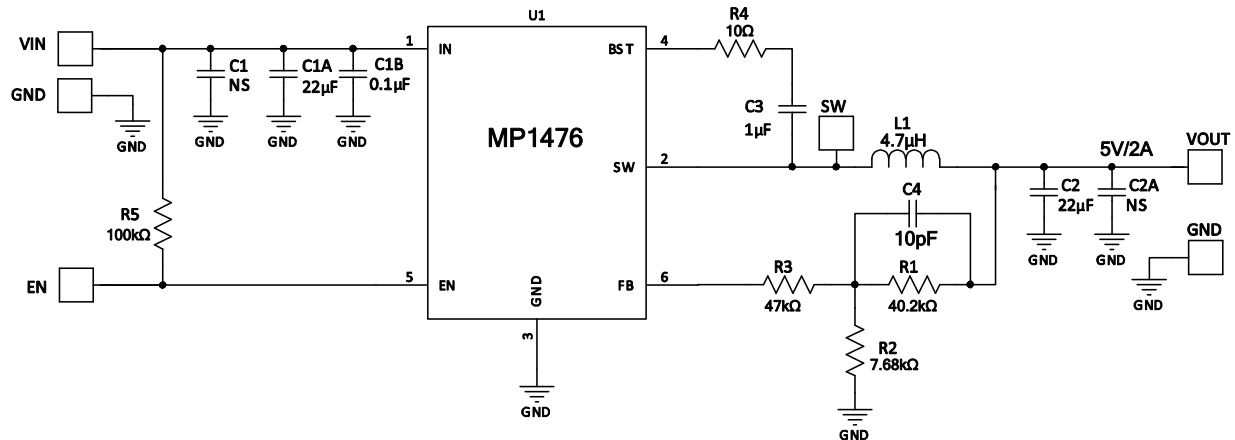 U1
VIN
GND
GND
C1
NS
GND
C1A
22µF
GND
C1B
0.1µF
GND
R5
100kΩ
EN
1
IN
5
EN
MP1476
BST
4
SW
2
FB
6
GND
3
GND
R4
10Ω
C3
1µF
SW
L1
4.7µH
C4
10pF
R3
47kΩ
R1
40.2kΩ
R2
7.68kΩ
GND
5V/2A
VOUT
C2
22µF
GND
C2A
NS
GND
GND
GND